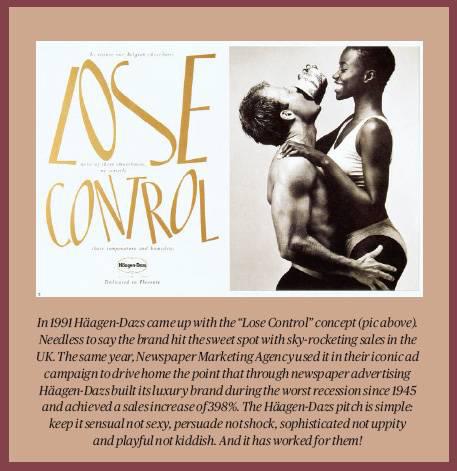 LOSE
CONTROL
Häagen-Dazs
Dedicated to Pleasure
In 1991 Häagen-Dazs came up with the “Lose Control” concept (pic above).
Needless to say the brand hit the sweet spot with sky-rocketing sales in the
UK. The same year, Newspaper Marketing Agency used it in their iconic ad
campaign to drive home the point that through newspaper advertising
Häagen-Dazs built its luxury brand during the worst recession since 1945
and achieved a sales increase of 398%. The Häagen-Dazs pitch is simple:
keep it sensual not sexy, persuade not shock, sophisticated not uppity
and playful not kiddish. And it has worked for them!